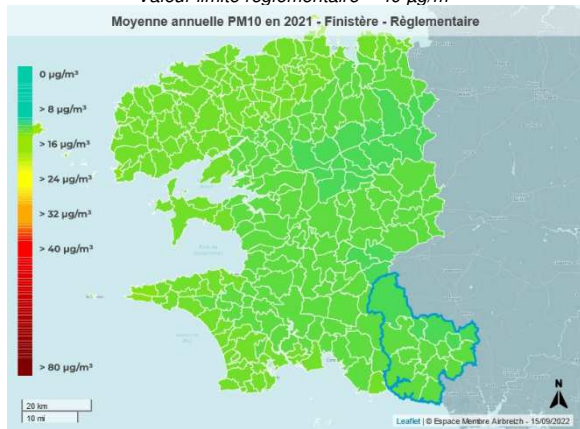 Moyenne annuelle PM10 en 2021 - Finistère - Règlementaire
0 µg/m³
> 8 µg/m³
> 16 µg/m³
> 24 µg/m³
> 32 µg/m³
> 40 µg/m³
> 80 µg/m³
20 km
10 mi
N
Leaflet | © Espace Membre Airbreizh - 15/09/2022